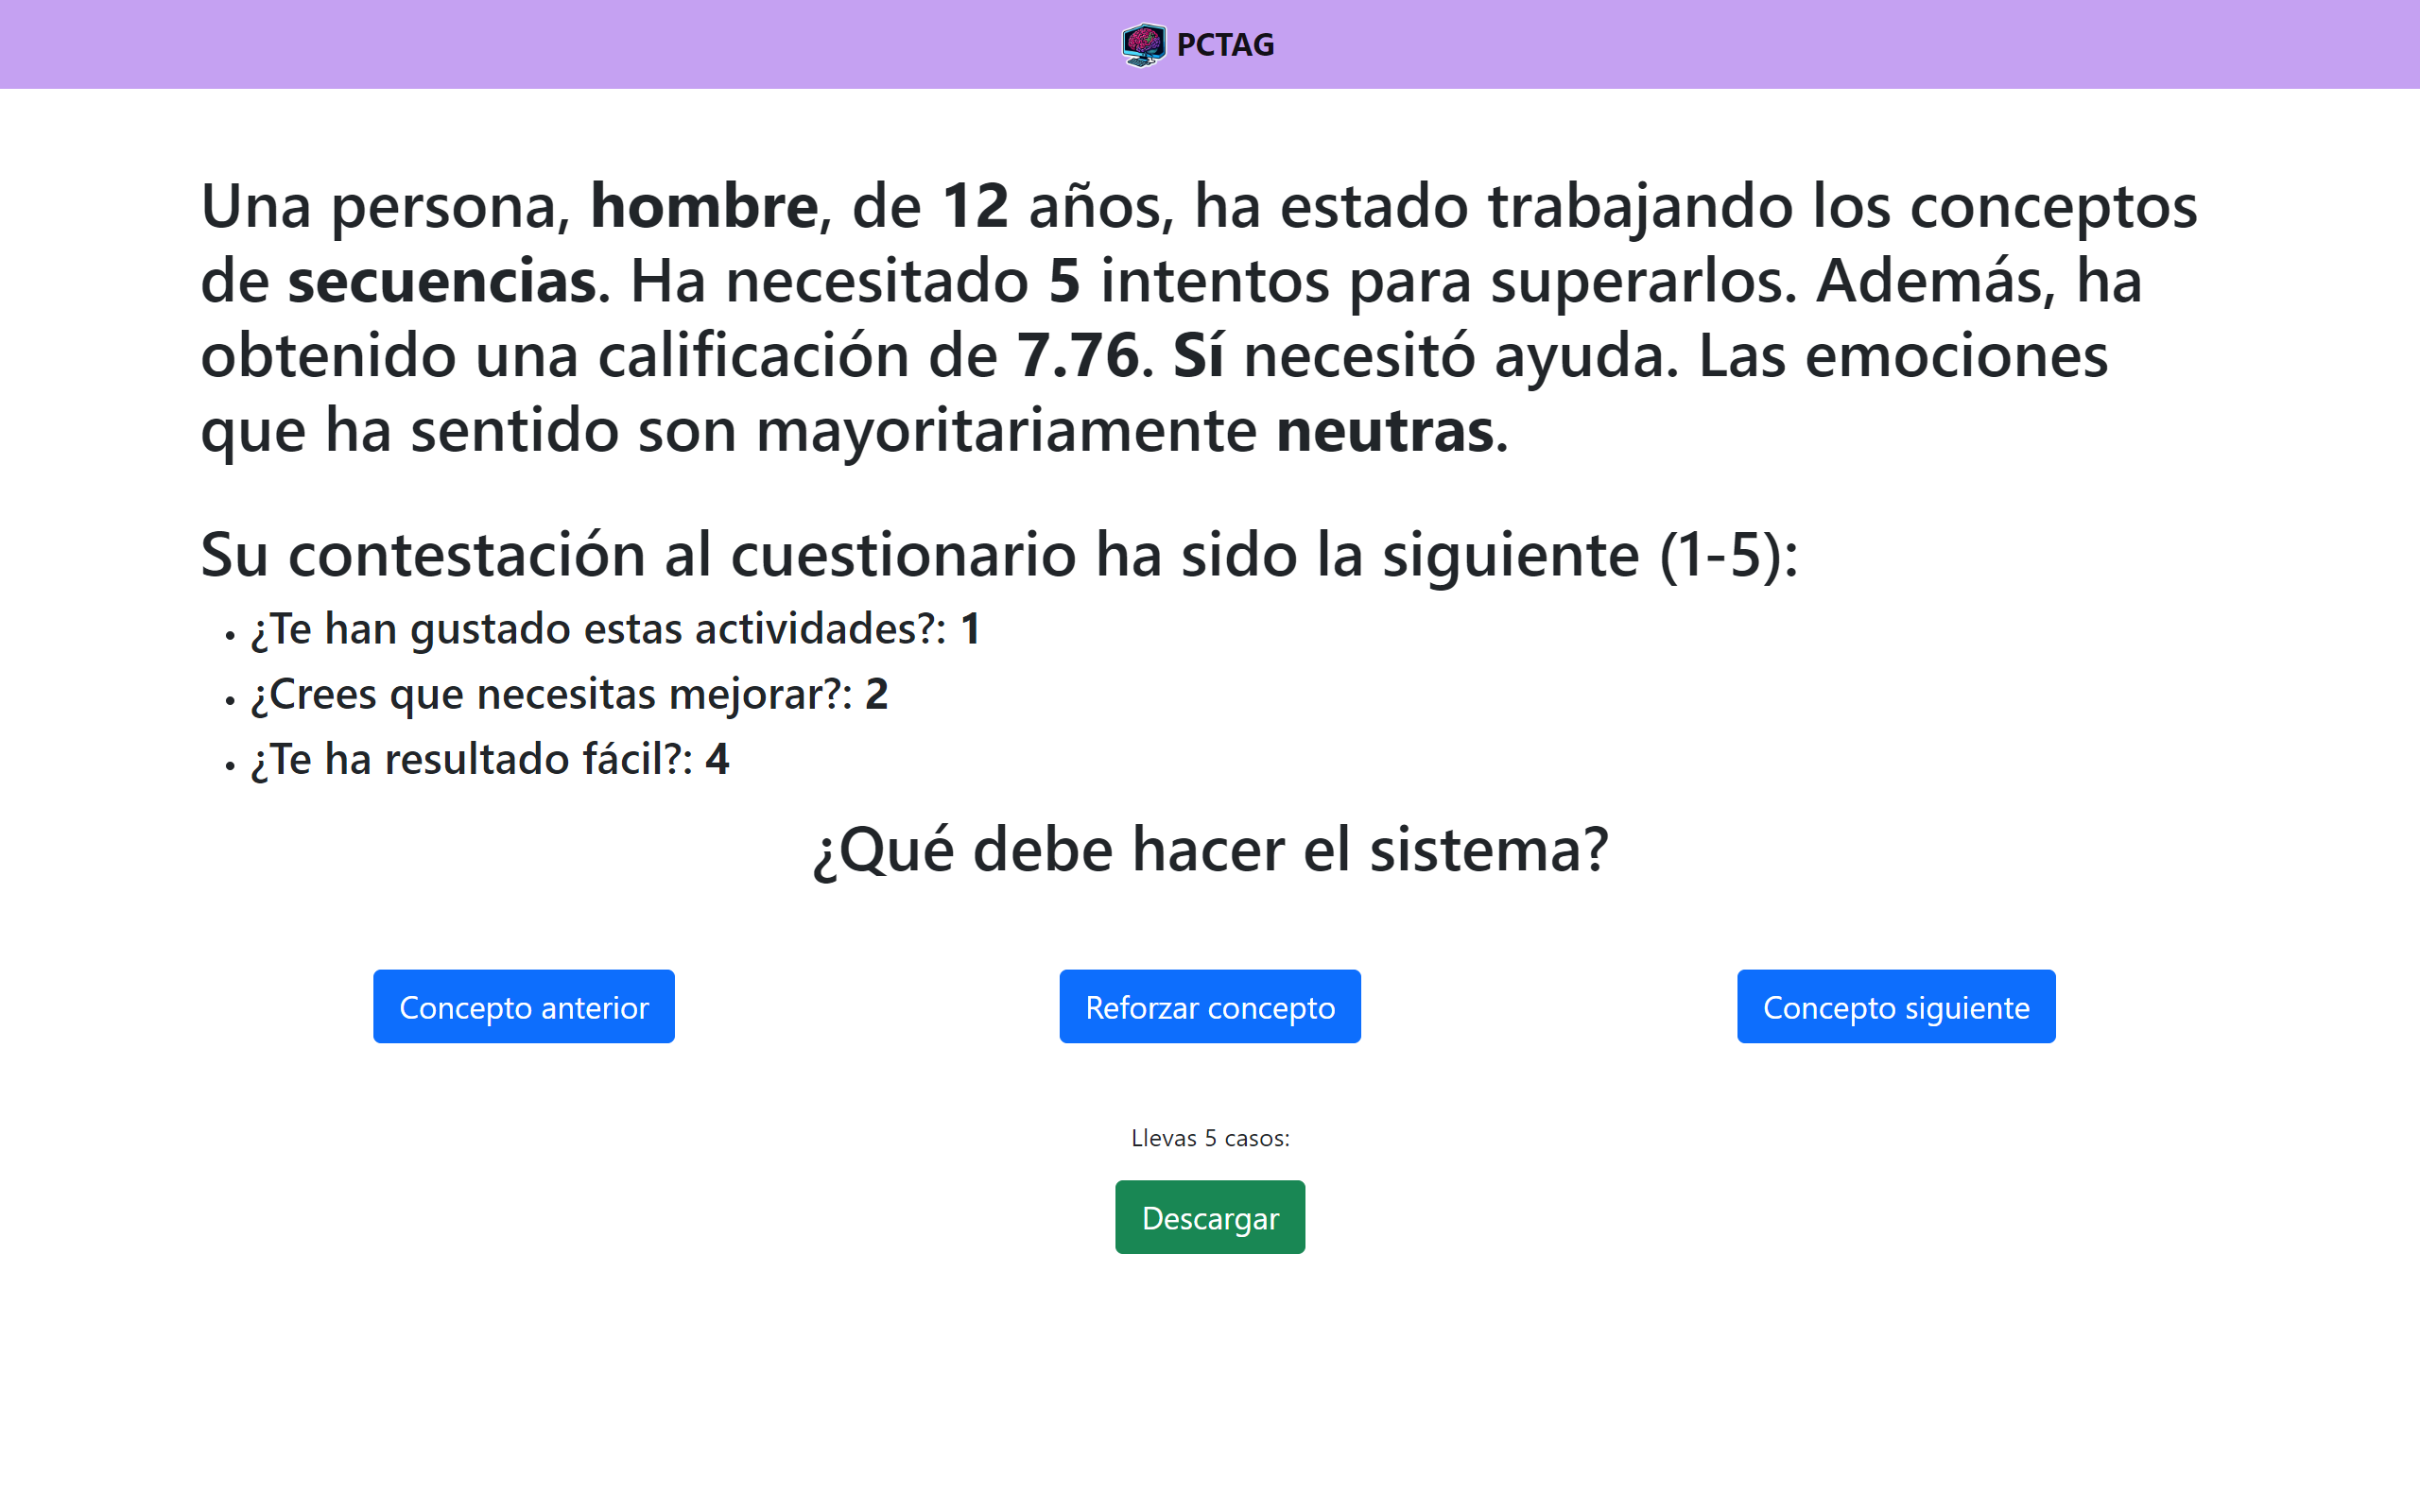 PCTAG
Una persona, hombre, de 12 años, ha estado trabajando los conceptos
de secuencias. Ha necesitado 5 intentos para superarlos. Además, ha
obtenido una calificación de 7.76. Sí necesitó ayuda. Las emociones
que ha sentido son mayoritariamente neutras.
Su contestación al cuestionario ha sido la siguiente (1-5):
• ¿Te han gustado estas actividades?: 1
• ¿Crees que necesitas mejorar?: 2
• ¿Te ha resultado fácil?: 4
¿Qué debe hacer el sistema?
Concepto anterior
Reforzar concepto
Concepto siguiente
Llevas 5 casos:
Descargar